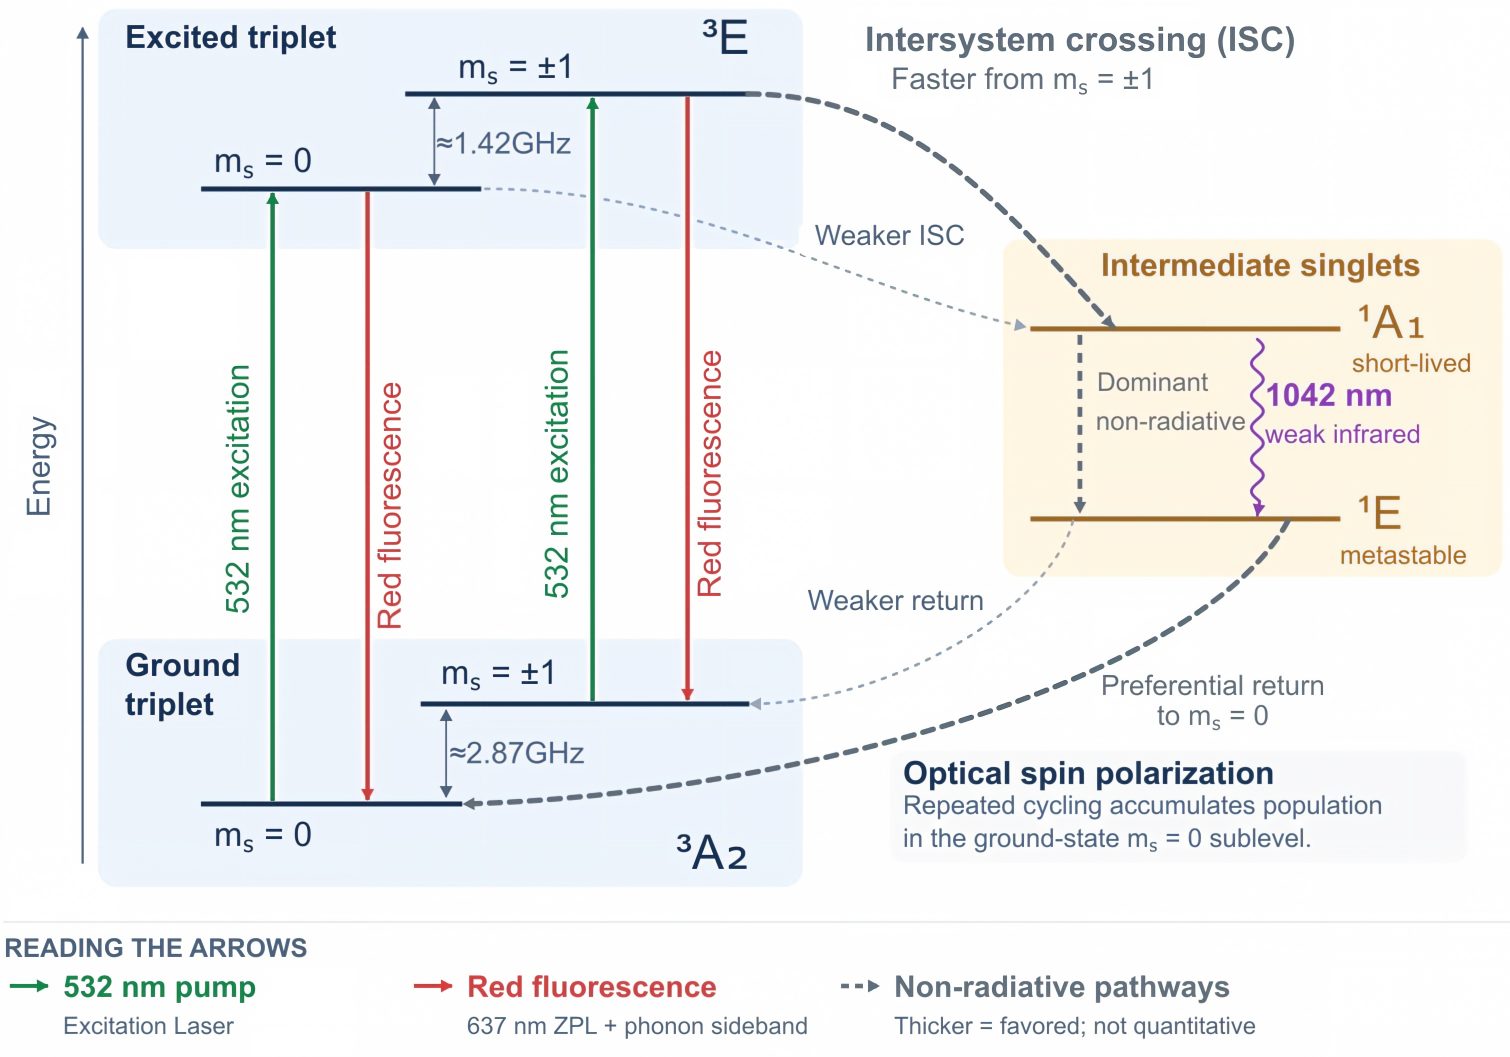 Excited triplet
³E
Intersystem crossing (ISC)
Faster from mₛ = ±1
mₛ = ±1
≈1.42GHz
mₛ = 0
Weaker ISC
Intermediate singlets
¹A₁
short-lived
Dominant
non-radiative
1042 nm
weak infrared
¹E
metastable
Energy
532 nm excitation
Red fluorescence
532 nm excitation
Red fluorescence
Weaker return
Ground
triplet
mₛ = ±1
≈2.87GHz
mₛ = 0
³A₂
Preferential return
to mₛ = 0
Optical spin polarization
Repeated cycling accumulates population
in the ground-state mₛ = 0 sublevel.
READING THE ARROWS
532 nm pump
Excitation Laser
Red fluorescence
637 nm ZPL + phonon sideband
Non-radiative pathways
Thicker = favored; not quantitative